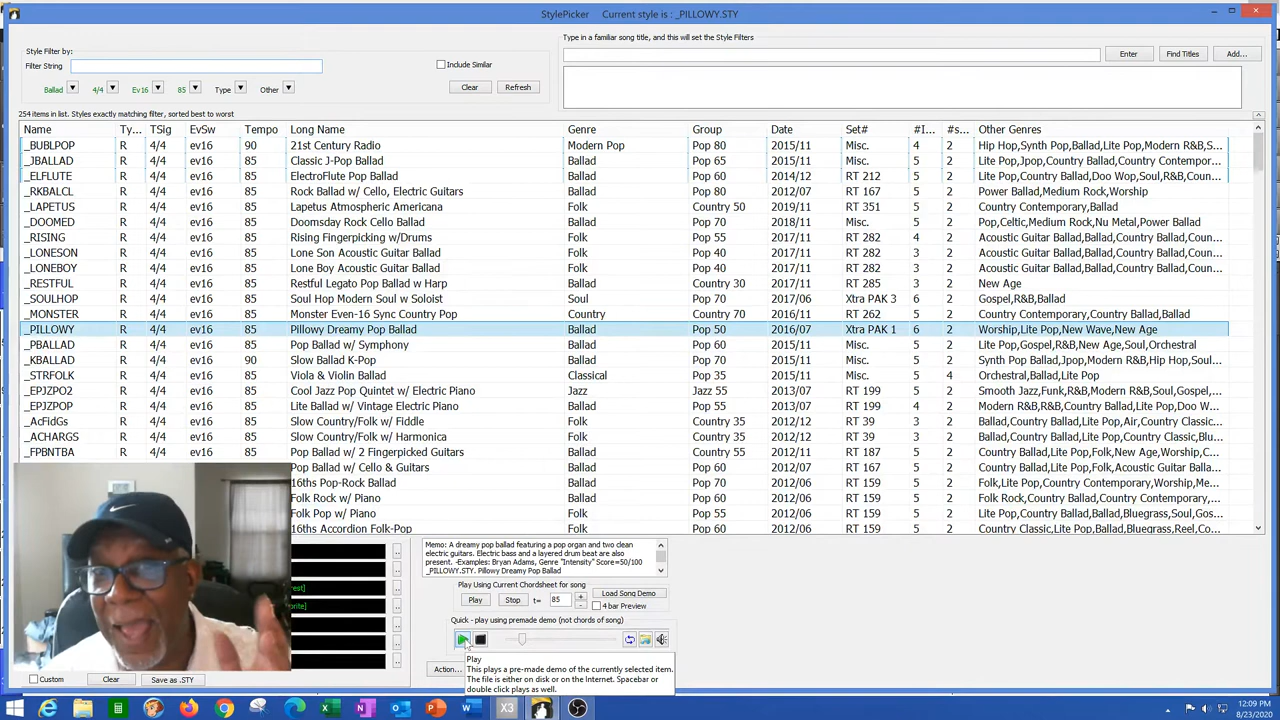 StylePicker Current style is : _PILLOWY.STY
Style Filter by:
Filter String
Include Similar
Ballad 4/4 Ev16 85 Type Other
Clear Refresh
Type in a familiar song title, and this will set the Style Filters
Enter Find Titles Add...
254 items in list. Styles exactly matching filter, sorted best to worst
Name Ty... TSig EvSw Tempo Long Name Genre Group Date Set# #I... #s... Other Genres
_BUBLPOP R 4/4 ev16 90 21st Century Radio Modern Pop Pop 80 2015/11 Misc. 4 2 Hip Hop,Synth Pop,Ballad,Lite Pop,Modern R&B,S...
_JBALLAD R 4/4 ev16 85 Classic J-Pop Ballad Ballad Pop 65 2015/11 Misc. 5 2 Lite Pop,Jpop,Country Ballad,Country Contempor...
_ELFLUTE R 4/4 ev16 85 ElectroFlute Pop Ballad Ballad Pop 60 2014/12 RT 212 5 2 Lite Pop,Country Ballad,Doo Wop,Soul,R&B,Coun...
_RKBALCL R 4/4 ev16 85 Rock Ballad w/ Cello, Electric Guitars Ballad Pop 80 2012/07 RT 167 5 2 Power Ballad,Medium Rock,Worship
_LAPETUS R 4/4 ev16 85 Lapetus Atmospheric Americana Folk Country 50 2019/11 RT 351 5 2 Country Contemporary,Ballad
_DOOMED R 4/4 ev16 85 Doomsday Rock Cello Ballad Ballad Pop 70 2018/11 Misc. 5 2 Pop,Celtic,Medium Rock,Nu Metal,Power Ballad
_RISING R 4/4 ev16 85 Rising Fingerpicking w/Drums Folk Pop 55 2017/11 RT 282 4 2 Acoustic Guitar Ballad,Ballad,Country Ballad,Coun...
_LONESON R 4/4 ev16 85 Lone Son Acoustic Guitar Ballad Folk Pop 40 2017/11 RT 282 3 2 Acoustic Guitar Ballad,Ballad,Country Ballad,Coun...
_LONEBOY R 4/4 ev16 85 Lone Boy Acoustic Guitar Ballad Folk Pop 40 2017/11 RT 282 3 2 Acoustic Guitar Ballad,Ballad,Country Ballad,Coun...
_RESTFUL R 4/4 ev16 85 Restful Legato Pop Ballad w Harp Ballad Country 30 2017/11 RT 285 3 2 New Age
_SOULHOP R 4/4 ev16 85 Soul Hop Modern Soul w Soloist Soul Pop 70 2017/06 Xtra PAK 3 6 2 Gospel,R&B,Ballad
_MONSTER R 4/4 ev16 85 Monster Even-16 Sync Country Pop Country Country 70 2016/11 RT 262 5 2 Country Contemporary,Country Ballad,Ballad
_PILLOWY R 4/4 ev16 85 Pillowy Dreamy Pop Ballad Ballad Pop 50 2016/07 Xtra PAK 1 6 2 Worship,Lite Pop,New Wave,New Age
_PBALLAD R 4/4 ev16 85 Pop Ballad w/ Symphony Ballad Pop 65 2015/11 Misc. 5 2 Lite Pop,Gospel,R&B,New Age,Soul,Orchestral
_KBALLAD R 4/4 ev16 90 Slow Ballad K-Pop Ballad Pop 60 2015/11 Misc. 5 2 Synth Pop Ballad,Jpop,Modern R&B,Hip Hop,Soul,...
_STRFOLK R 4/4 ev16 85 Viola & Violin Ballad Classical Pop 35 2015/11 Misc. 5 4 Orchestral,Ballad,Lite Pop
_EPJZPO2 R 4/4 ev16 85 Cool Jazz Pop Quintet w/ Electric Piano Jazz Jazz 55 2013/07 RT 199 5 2 Smooth Jazz,Funk,R&B,Modern R&B,Soul,Gospel,...
_EPJZPOP R 4/4 ev16 85 Lite Ballad w/ Vintage Electric Piano Ballad Pop 55 2013/07 RT 199 4 2 Modern R&B,R&B,Country Ballad,Lite Pop,Doo W...
_AcFidGs R 4/4 ev16 85 Slow Country/Folk w/ Fiddle Folk Country 35 2012/12 RT 39 3 2 Ballad,Country Ballad,Lite Pop,Air,Country Classi...
_ACHARGS R 4/4 ev16 85 Slow Country/Folk w/ Harmonica Folk Country 35 2012/12 RT 39 3 2 Country Ballad,Ballad,Lite Pop,Country Classic,Bl...
_FPBNTBA R 4/4 ev16 85 Pop Ballad w/ 2 Fingerpicked Guitars Ballad Country 55 2012/11 RT 187 5 2 Country Ballad,Lite Pop,Folk,New Age,Worship,C...
Pop Ballad w/ Cello & Guitars Ballad Pop 60 2012/07 RT 167 5 2 Country Ballad,Lite Pop,Folk,Acoustic Guitar Ballad
16ths Pop-Rock Ballad Ballad Pop 70 2012/06 RT 159 5 2 Folk,Lite Pop,Country Contemporary,Worship,Met...
Folk Rock w/ Piano Folk Pop 60 2012/06 RT 159 5 2 Folk Rock,Country Ballad,Country Contemporary,...
Folk Pop w/ Piano Folk Pop 60 2012/06 RT 159 5 2 Country Ballad,Lite Pop,Ballad,Bluegrass,Soul,Gos...
16ths Accordion Folk-Pop Folk Pop 60 2012/06 RT 159 5 2 Country Classic,Lite Pop,Ballad,Bluegrass,Reel,Co...
Memo: A dreamy pop ballad featuring a pop organ and two clean
electric guitars. Electric bass and a layered drum beat are also
present. -Examples: Bryan Adams, Genre "Intensity" Score=50/100
_PILLOWY.STY. Pillowy Dreamy Pop Ballad
Play Using Current Chordsheet for song
Play Stop t= 85 + - Load Song Demo
4 bar Preview
Quick - play using premade demo (not chords of song)
Play
This plays a pre-made demo of the currently selected item.
The file is either on disk or on the Internet. Spacebar or
double click plays as well.
Action...
Custom Clear Save as .STY
X3
12:09 PM
8/23/2020